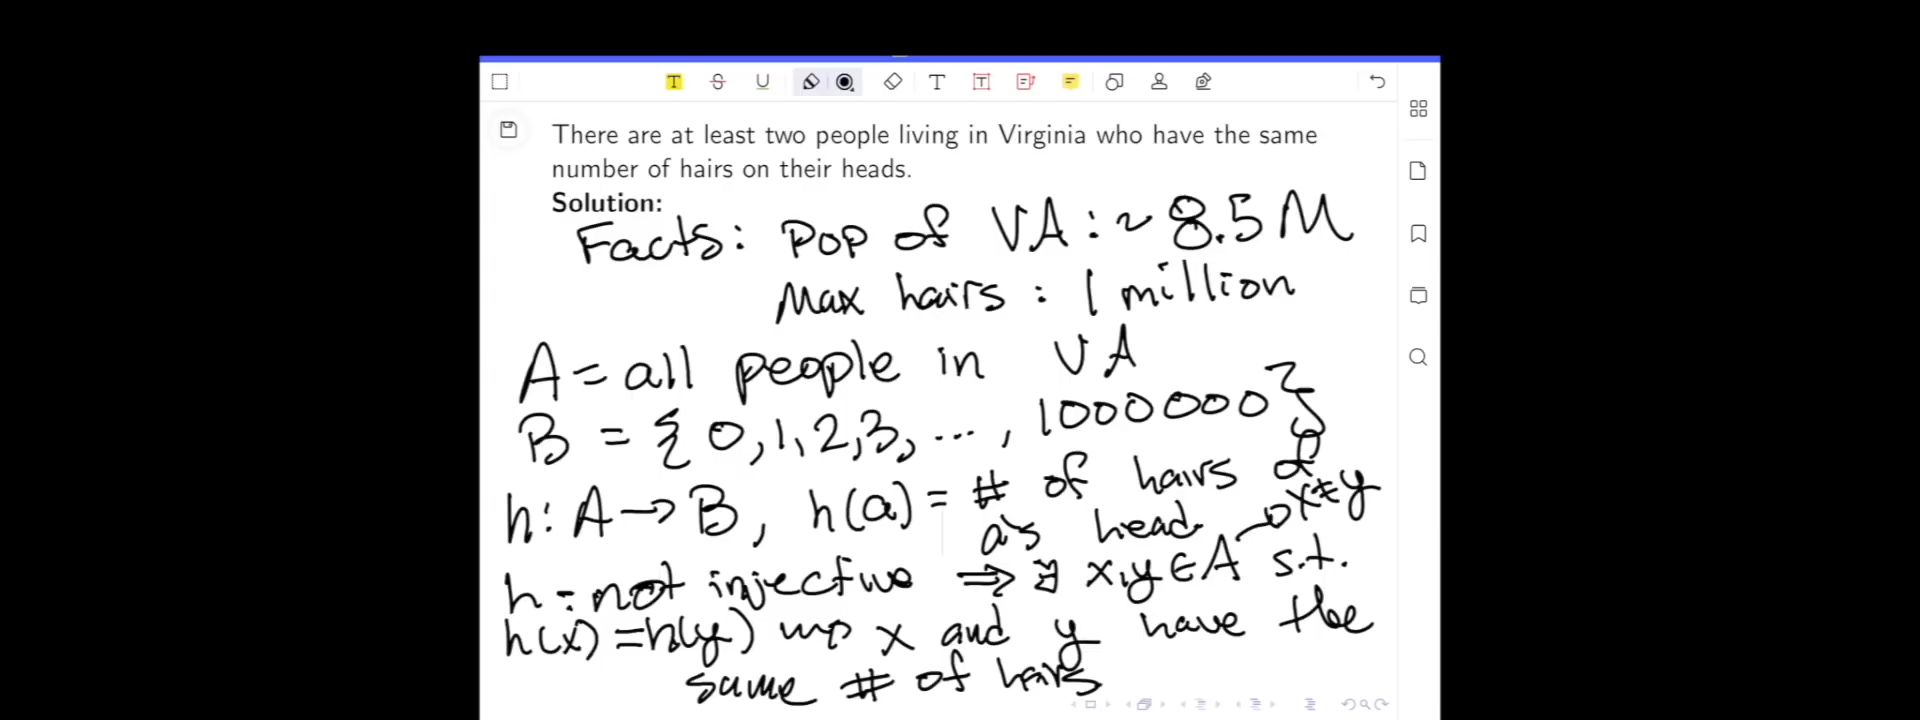 There are at least two people living in Virginia who have the same
number of hairs on their heads.
Solution:
Facts: Pop of VA : ~ 8.5 M
Max hairs : 1 million
A = all people in VA
B = { 0, 1, 2, 3, ... , 1000000 }
h: A → B, h(a) = # of hairs of
a's head
x ≠ y
h : not injective ⇒ ∃ x, y ∈ A s.t.
h(x) = h(y) x and y have the
same # of hairs